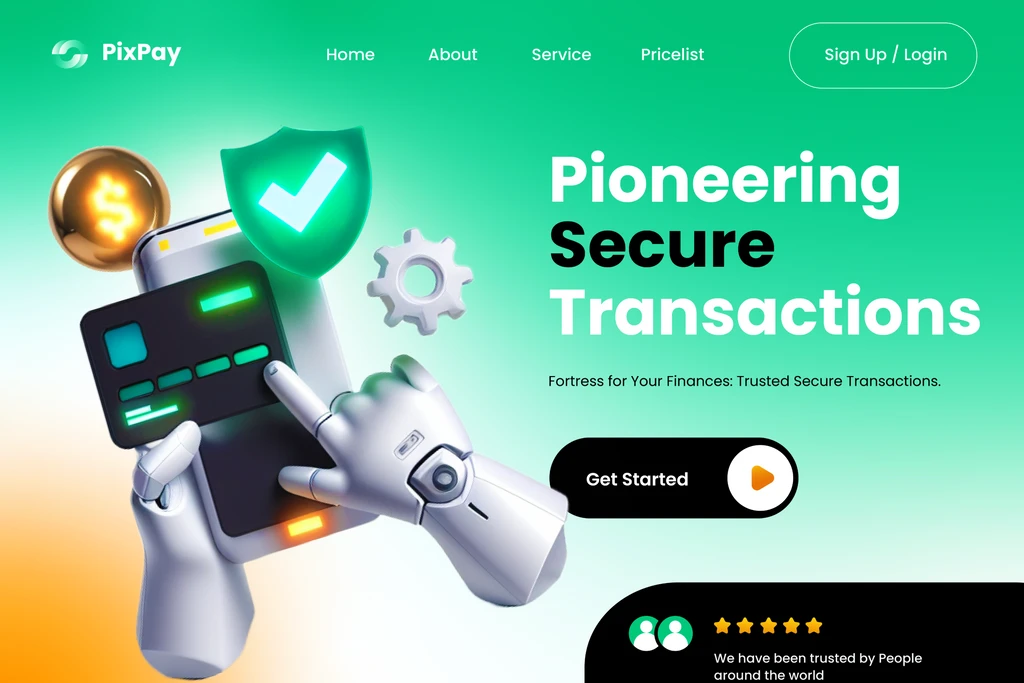 PixPay
Home
About
Service
Pricelist
Sign Up / Login
Pioneering
Secure
Transactions
Fortress for Your Finances: Trusted Secure Transactions.
Get Started
We have been trusted by People
around the world
$